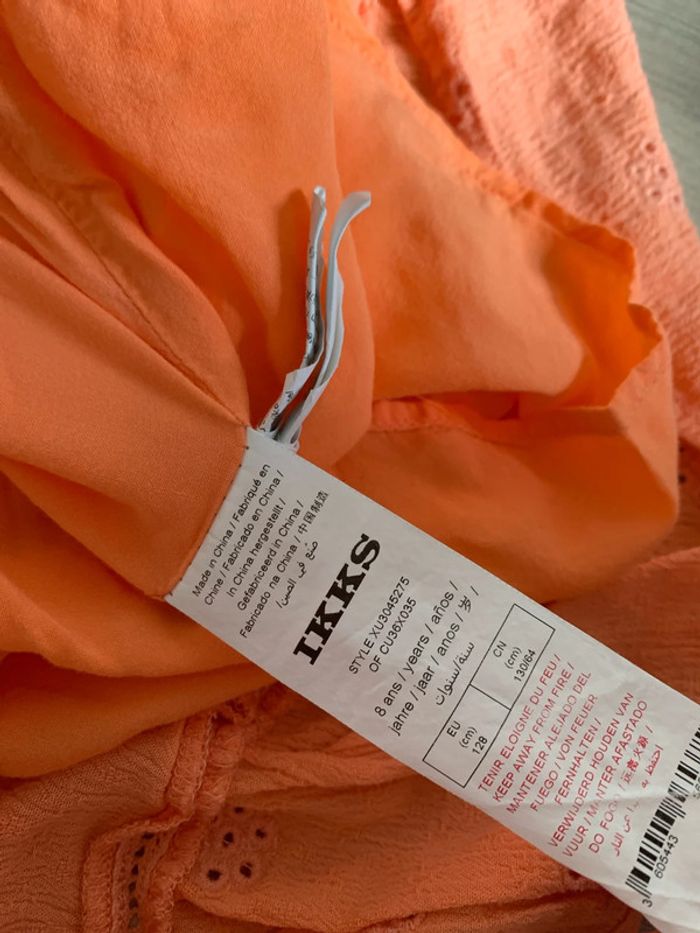 Made in China / Fabriqué en
Chine / Fabricado en China /
In China hergestellt /
Gefabriceerd in China /
Fabricado na China / 中国制造
/ صنع في الصين
IKKS
STYLE XU3045275
OF CU36X035
8 ans / years / años /
jahre / jaar / anos / 岁 /
سنة/سنوات
EU
(cm)
128
CN
(cm)
130/64
TENIR ELOIGNE DU FEU /
KEEP AWAY FROM FIRE /
MANTENER ALEJADO DEL
FUEGO / VON FEUER
FERNHALTEN /
VERWIJDERD HOUDEN VAN
VUUR / MANTER AFASTADO
DO FOGO / 远离火源 /
3
605443